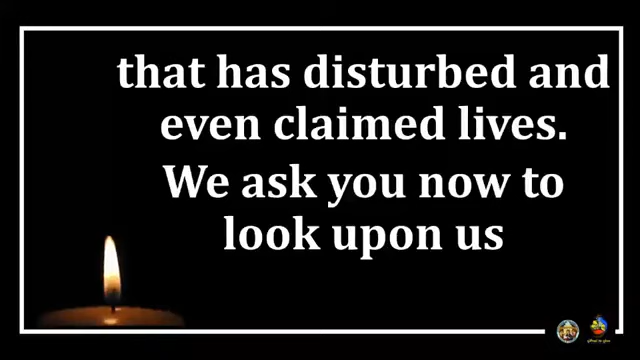 that has disturbed and
even claimed lives.
We ask you now to
look upon us